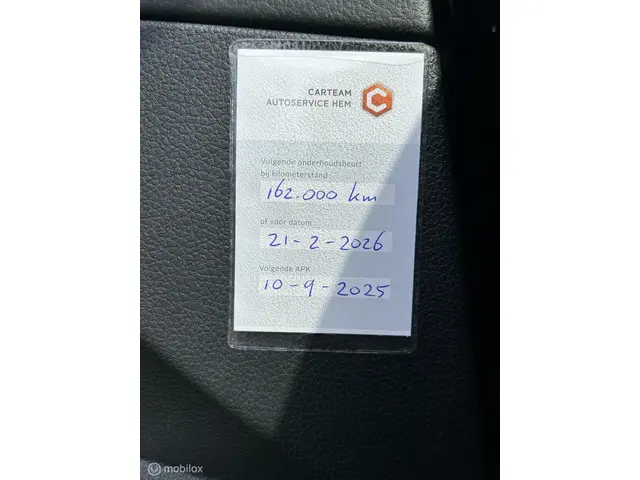 CARTEAM
AUTOSERVICE HEM
Volgende onderhoudsbeurt
bij kilometerstand
162.000 km
of vóór datum
21-2-2026
Volgende APK
10-9-2025
mobilox